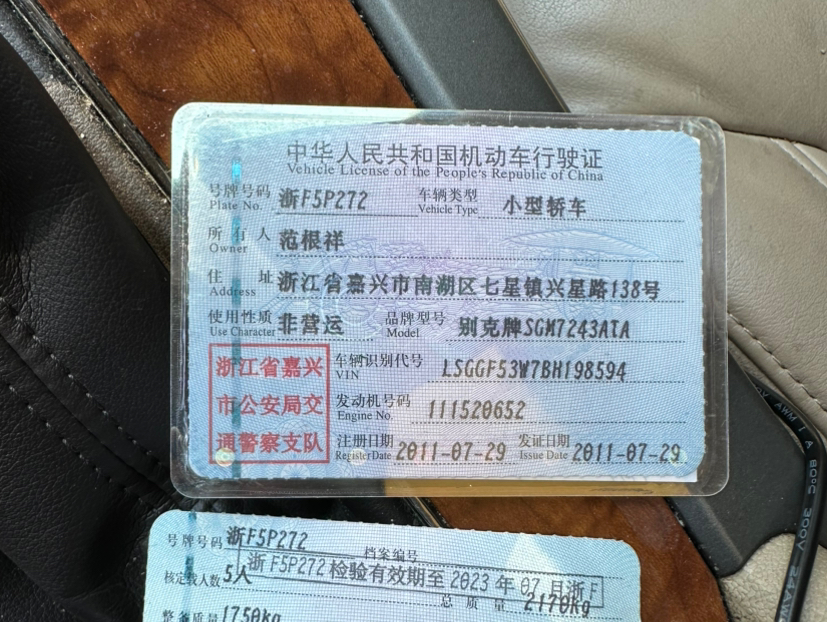 中华人民共和国机动车行驶证
Vehicle License of the People's Republic of China
号牌号码 浙F5P272 车辆类型 小型轿车
Plate No. Vehicle Type
所有人 范根祥
Owner
住址 浙江省嘉兴市南湖区七星镇兴星路138号
Address
使用性质 非营运 品牌型号 别克牌SGM7243ATA
Use Character Model
浙江省嘉兴
市公安局交
通警察支队
车辆识别代号 LSGGF53W7BH198594
VIN
发动机号码 111520652
Engine No.
注册日期 2011-07-29 发证日期 2011-07-29
Register Date Issue Date
号牌号码 浙F5P272 档案编号
浙F5P272 检验有效期至 2023 年 07 月 浙F
核定载人数 5人 总质量 2170kg
整备质量 1750kg
AWM I A 80°C 300V